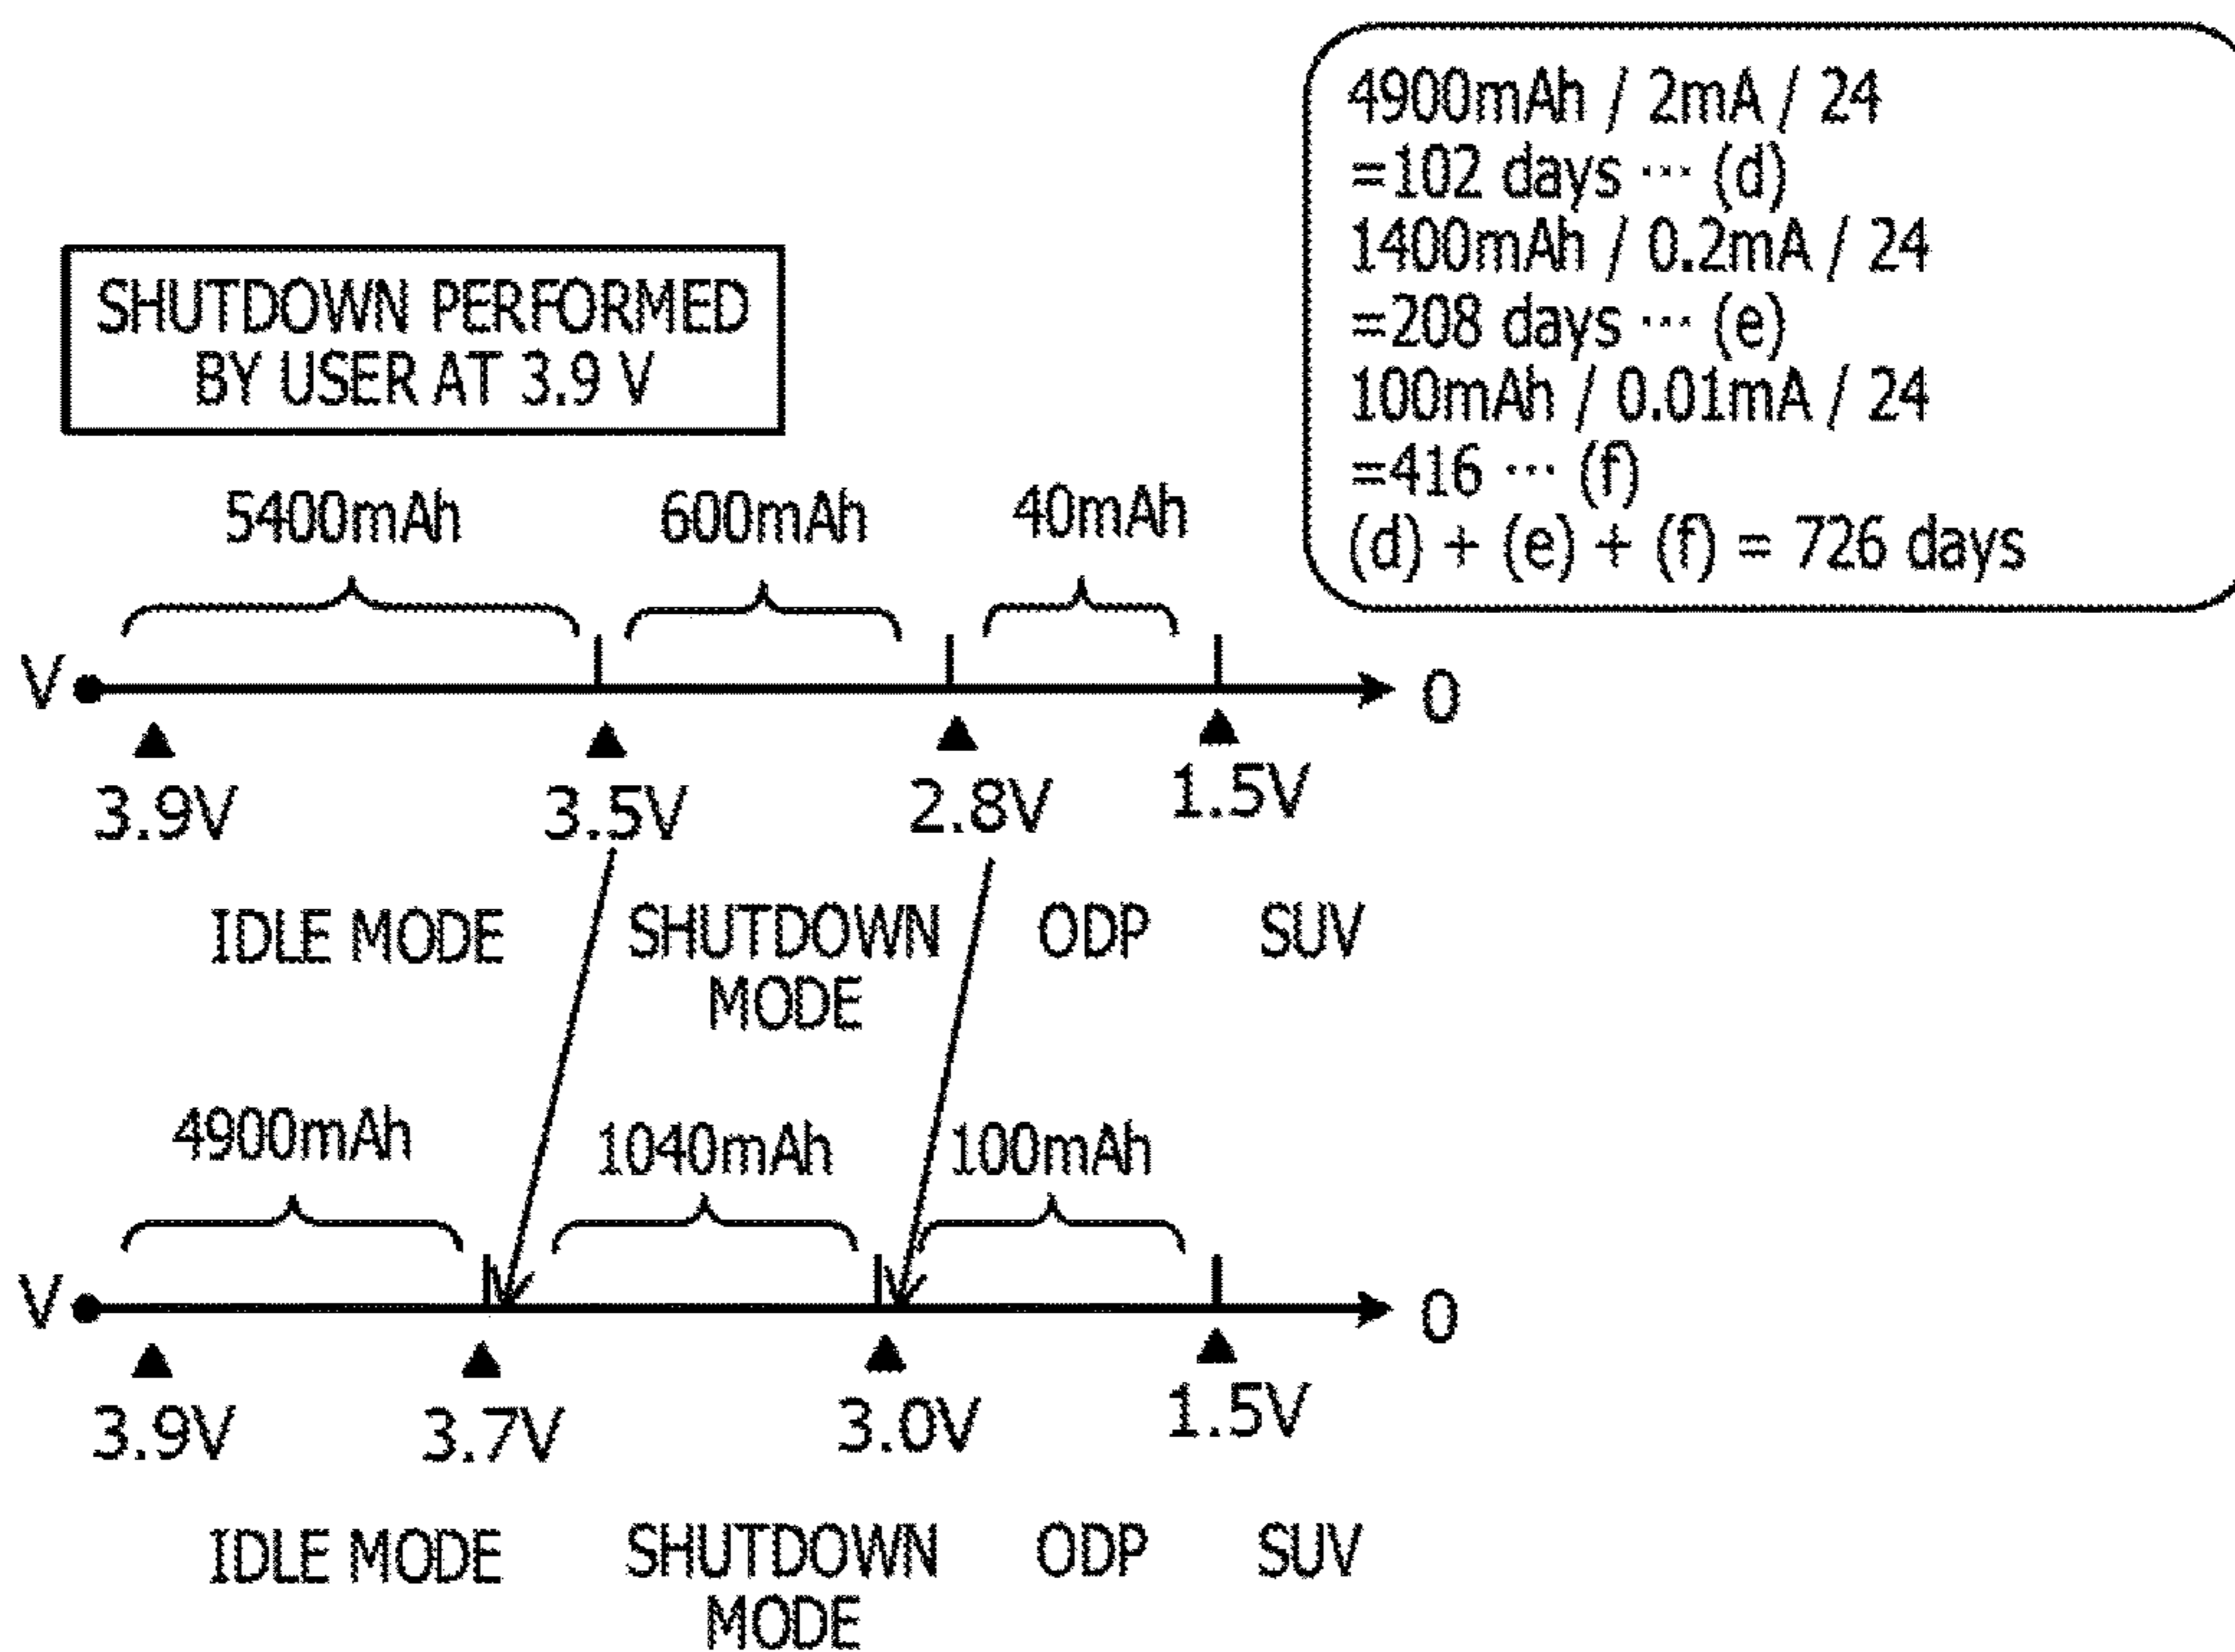 4900mAh / 2mA / 24
=102 days ··· (d)
1400mAh / 0.2mA / 24
=208 days ··· (e)
100mAh / 0.01mA / 24
=416 ··· (f)
(d) + (e) + (f) = 726 days
SHUTDOWN PERFORMED
BY USER AT 3.9 V
5400mAh 600mAh 40mAh
V 0
3.9V 3.5V 2.8V 1.5V
IDLE MODE SHUTDOWN ODP SUV
MODE
4900mAh 1040mAh 100mAh
V 0
3.9V 3.7V 3.0V 1.5V
IDLE MODE SHUTDOWN ODP SUV
MODE